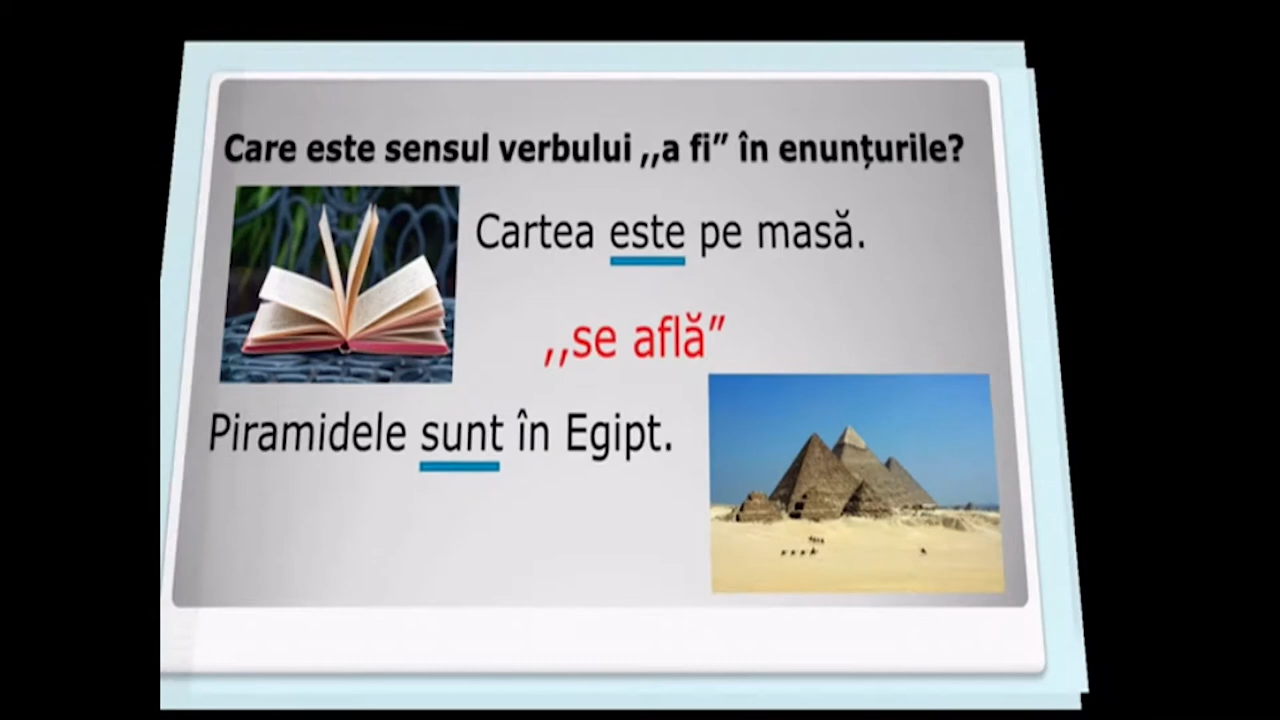 Care este sensul verbului ,,a fi” în enunțurile?
Cartea este pe masă.
,,se află”
Piramidele sunt în Egipt.